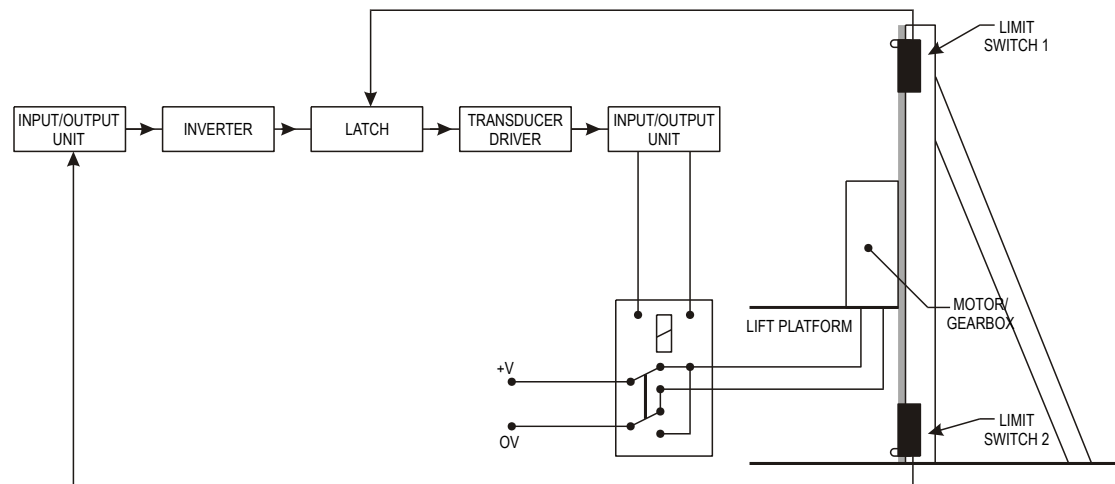 LIMIT
SWITCH 1
INPUT/OUTPUT
UNIT
INVERTER
LATCH
TRANSDUCER
DRIVER
INPUT/OUTPUT
UNIT
MOTOR/
GEARBOX
LIFT PLATFORM
+V
OV
LIMIT
SWITCH 2